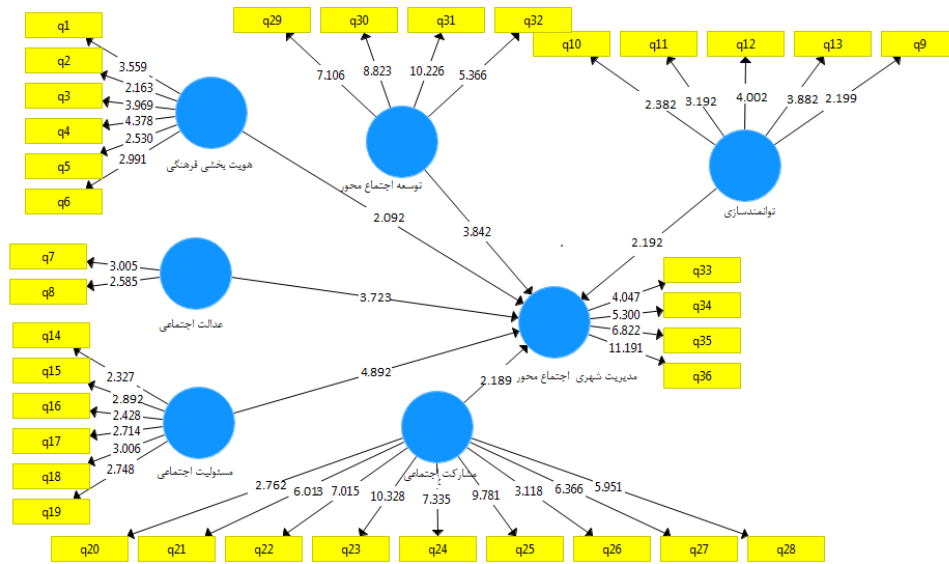 q1
q2
q3
q4
q5
q6
3.559
2.163
3.969
4.378
2.530
2.991
هویت بخشی فرهنگی
q29
q30
q31
q32
7.106
8.823
10.226
5.366
توسعه اجتماع محور
q10
q11
q12
q13
q9
2.382
3.192
4.002
3.882
2.199
توانمندسازی
2.092
3.842
2.192
q7
q8
3.005
2.585
عدالت اجتماعی
3.723
q33
q34
q35
q36
4.047
5.300
6.822
11.191
مدیریت شهری اجتماع محور
q14
q15
q16
q17
q18
q19
2.327
2.892
2.428
2.714
3.006
2.748
مسئولیت اجتماعی
4.892
2.189
مشارکت اجتماعی
2.762
6.013
7.015
10.328
7.335
9.781
3.118
6.366
5.951
q20
q21
q22
q23
q24
q25
q26
q27
q28